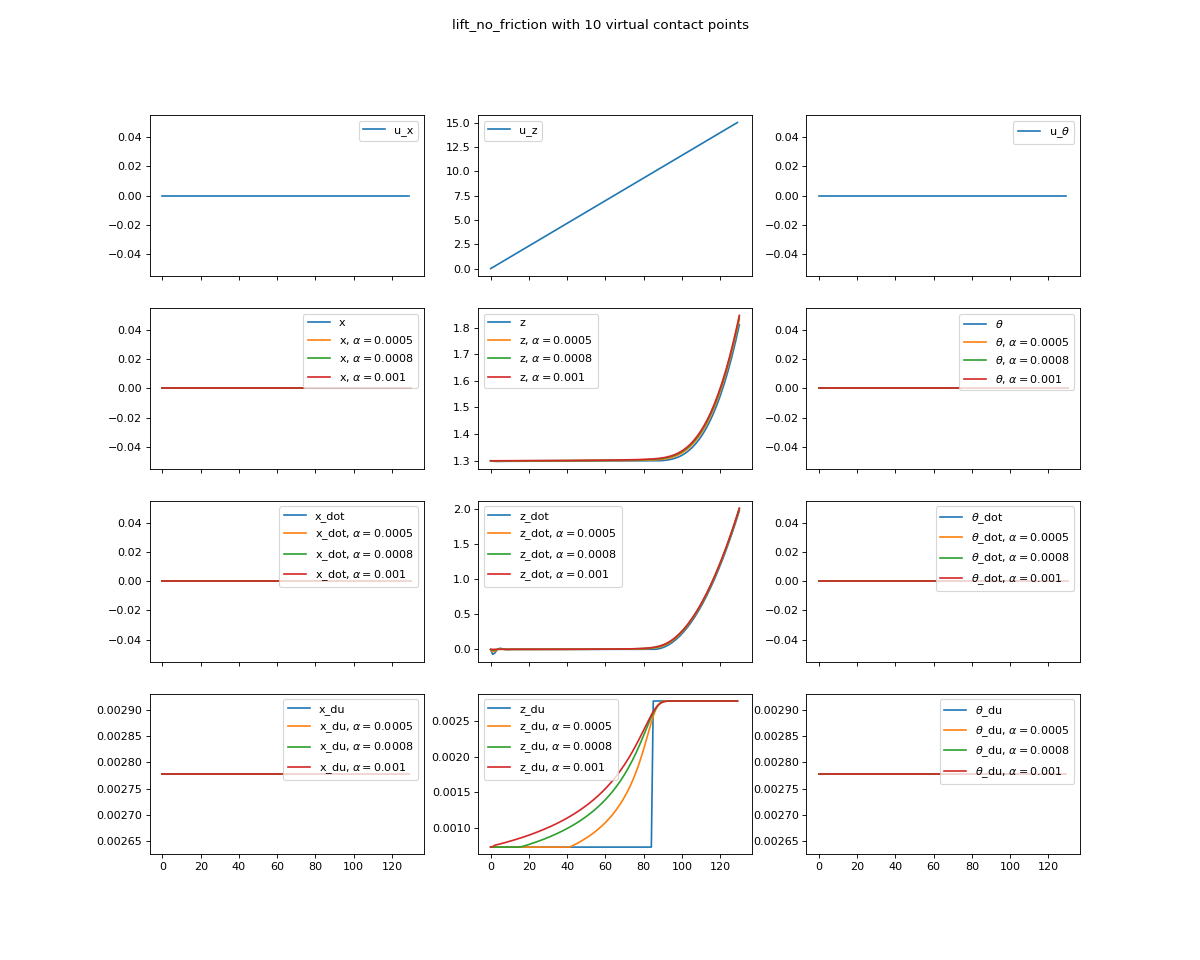 lift_no_friction with 10 virtual contact points
0.04
0.02
0.00
−0.02
−0.04
u_x
15.0
12.5
10.0
7.5
5.0
2.5
0.0
u_z
0.04
0.02
0.00
−0.02
−0.04
u_θ
0.04
0.02
0.00
−0.02
−0.04
x
x, α = 0.0005
x, α = 0.0008
x, α = 0.001
1.8
1.7
1.6
1.5
1.4
1.3
z
z, α = 0.0005
z, α = 0.0008
z, α = 0.001
0.04
0.02
0.00
−0.02
−0.04
θ
θ, α = 0.0005
θ, α = 0.0008
θ, α = 0.001
0.04
0.02
0.00
−0.02
−0.04
x_dot
x_dot, α = 0.0005
x_dot, α = 0.0008
x_dot, α = 0.001
2.0
1.5
1.0
0.5
0.0
z_dot
z_dot, α = 0.0005
z_dot, α = 0.0008
z_dot, α = 0.001
0.04
0.02
0.00
−0.02
−0.04
θ_dot
θ_dot, α = 0.0005
θ_dot, α = 0.0008
θ_dot, α = 0.001
0.00290
0.00285
0.00280
0.00275
0.00270
0.00265
x_du
x_du, α = 0.0005
x_du, α = 0.0008
x_du, α = 0.001
0 20 40 60 80 100 120
0.0025
0.0020
0.0015
0.0010
z_du
z_du, α = 0.0005
z_du, α = 0.0008
z_du, α = 0.001
0 20 40 60 80 100 120
0.00290
0.00285
0.00280
0.00275
0.00270
0.00265
θ_du
θ_du, α = 0.0005
θ_du, α = 0.0008
θ_du, α = 0.001
0 20 40 60 80 100 120